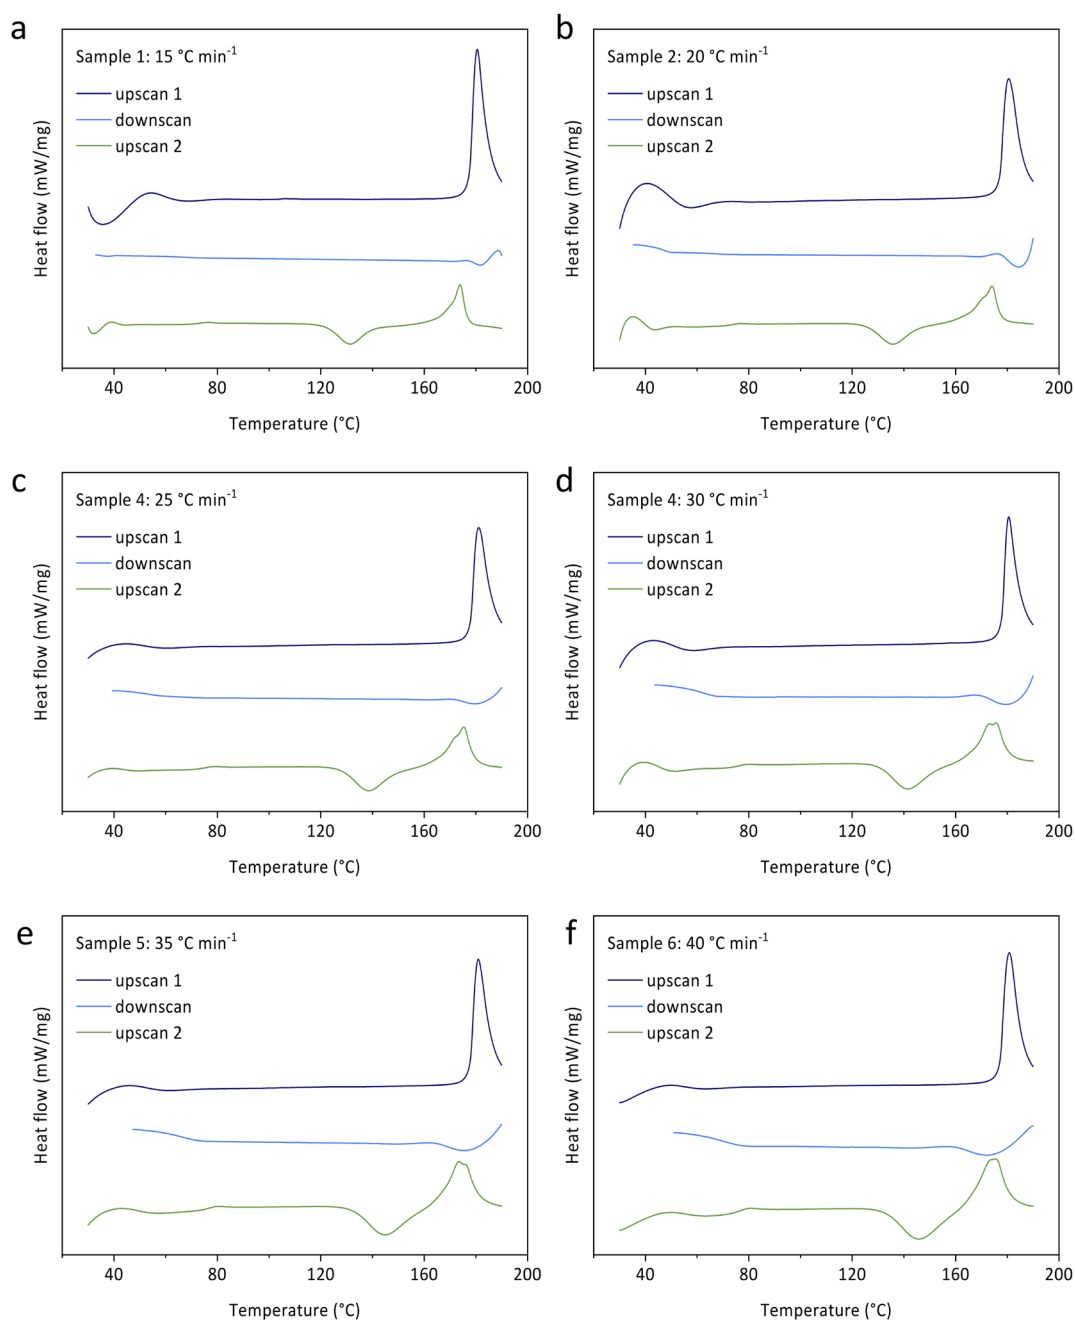 a
Sample 1: 15 °C min-1
upscan 1
downscan
upscan 2
Heat flow (mW/mg)
40 80 120 160 200
Temperature (°C)
b
Sample 2: 20 °C min-1
upscan 1
downscan
upscan 2
Heat flow (mW/mg)
40 80 120 160 200
Temperature (°C)
c
Sample 4: 25 °C min-1
upscan 1
downscan
upscan 2
Heat flow (mW/mg)
40 80 120 160 200
Temperature (°C)
d
Sample 4: 30 °C min-1
upscan 1
downscan
upscan 2
Heat flow (mW/mg)
40 80 120 160 200
Temperature (°C)
e
Sample 5: 35 °C min-1
upscan 1
downscan
upscan 2
Heat flow (mW/mg)
40 80 120 160 200
Temperature (°C)
f
Sample 6: 40 °C min-1
upscan 1
downscan
upscan 2
Heat flow (mW/mg)
40 80 120 160 200
Temperature (°C)